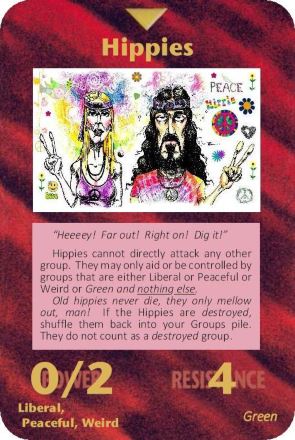 Hippies
PEACE
Hippie
"Heeeey! Far out! Right on! Dig it!"
Hippies cannot directly attack any other
group. They may only aid or be controlled by
groups that are either Liberal or Peaceful or
Weird or Green and nothing else.
Old hippies never die, they only mellow
out, man! If the Hippies are destroyed,
shuffle them back into your Groups pile.
They do not count as a destroyed group.
POWER
0/2
RESISTANCE
4
Liberal,
Peaceful, Weird
Green